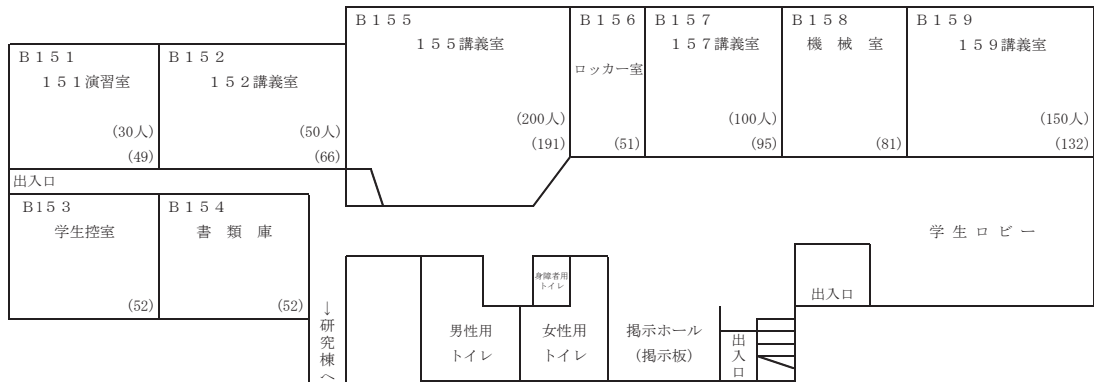 B１５１
１５１演習室
(30人)
(49)
B１５２
１５２講義室
(50人)
(66)
B１５５
１５５講義室
(200人)
(191)
B１５６
ロッカー室
(51)
B１５７
１５７講義室
(100人)
(95)
B１５８
機　械　室
(81)
B１５９
１５９講義室
(150人)
(132)
出入口
B153
学生控室
(52)
B１５４
書　類　庫
(52)
↓研究棟へ
男性用
トイレ
身障者用
トイレ
女性用
トイレ
掲示ホール
(掲示板)
出入口
出入口
学 生 ロ ビ ー